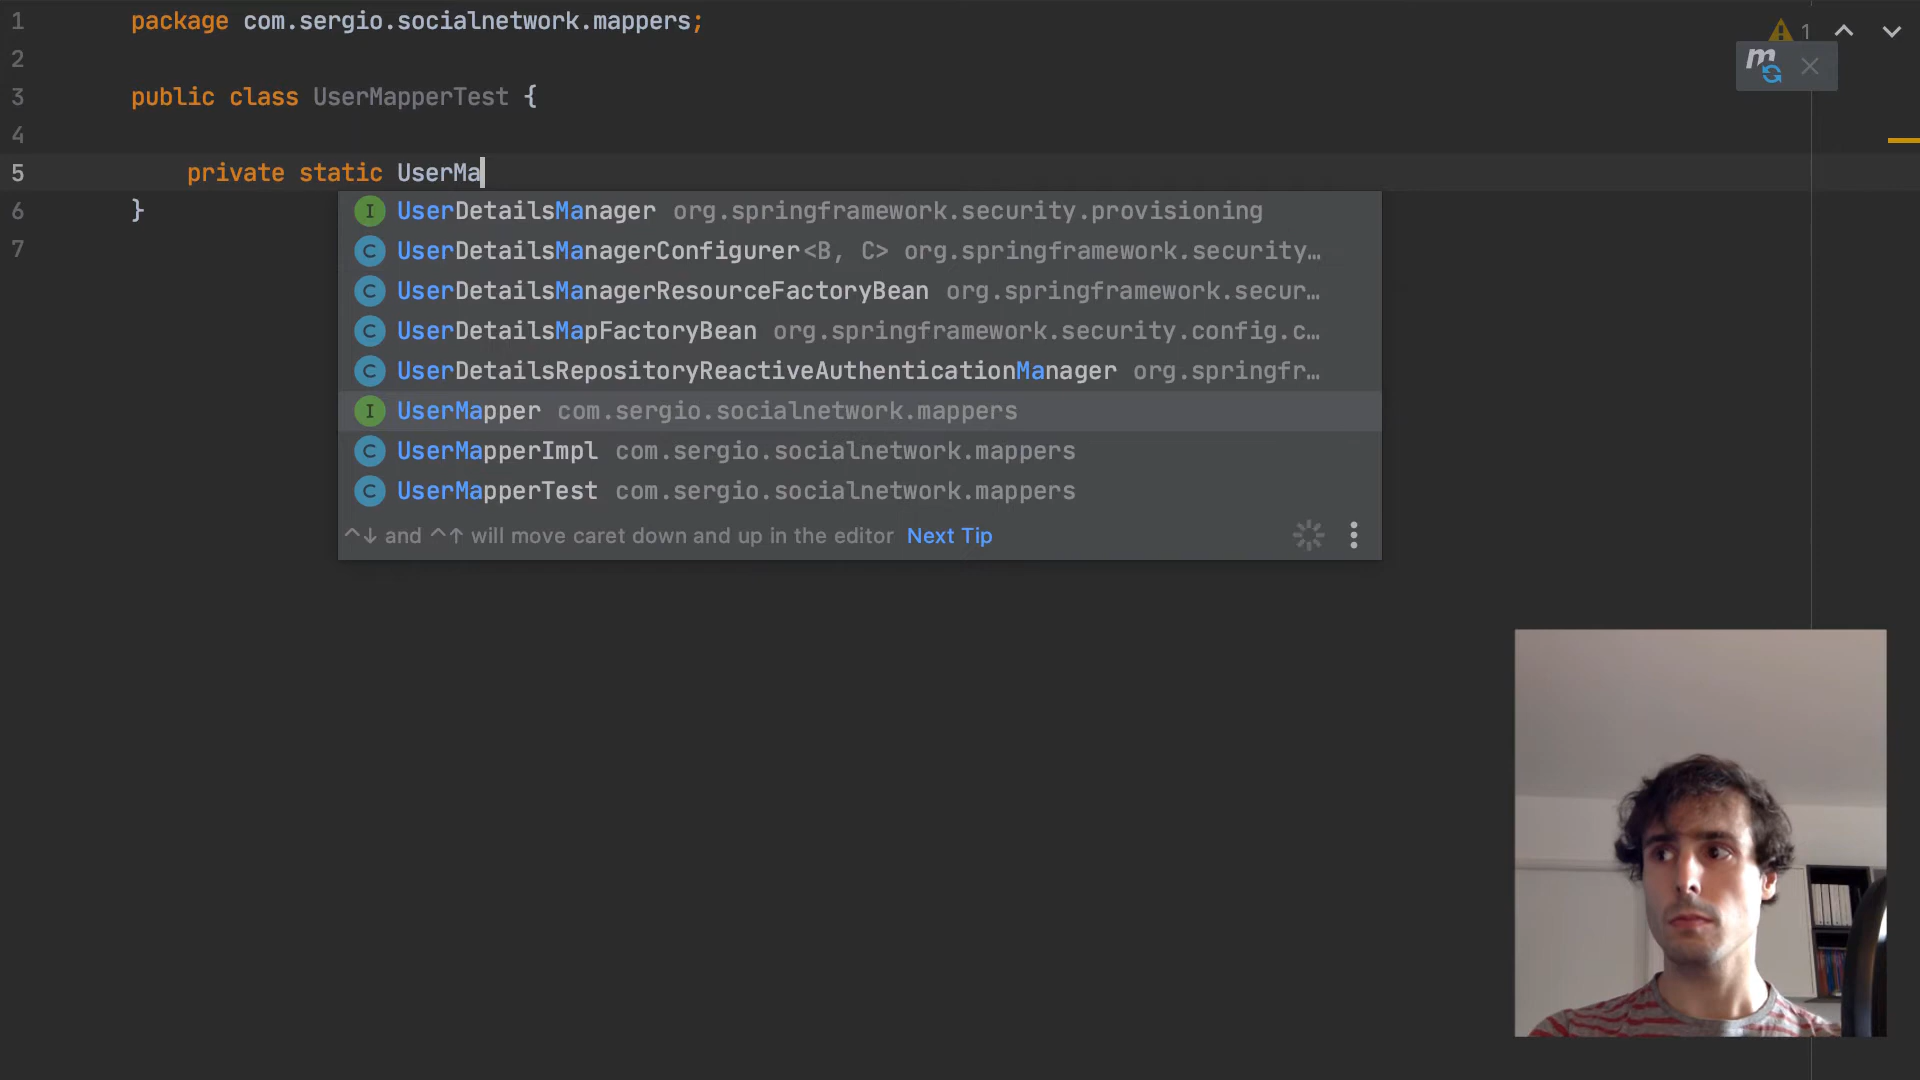 1 package com.sergio.socialnetwork.mappers;
1
2
m
3 public class UserMapperTest {
4
5 private static UserMa
6 }
7
I UserDetailsManager org.springframework.security.provisioning
C UserDetailsManagerConfigurer<B, C> org.springframework.security…
C UserDetailsManagerResourceFactoryBean org.springframework.secur…
C UserDetailsMapFactoryBean org.springframework.security.config.c…
C UserDetailsRepositoryReactiveAuthenticationManager org.springfr…
I UserMapper com.sergio.socialnetwork.mappers
C UserMapperImpl com.sergio.socialnetwork.mappers
C UserMapperTest com.sergio.socialnetwork.mappers
^↓ and ^↑ will move caret down and up in the editor Next Tip